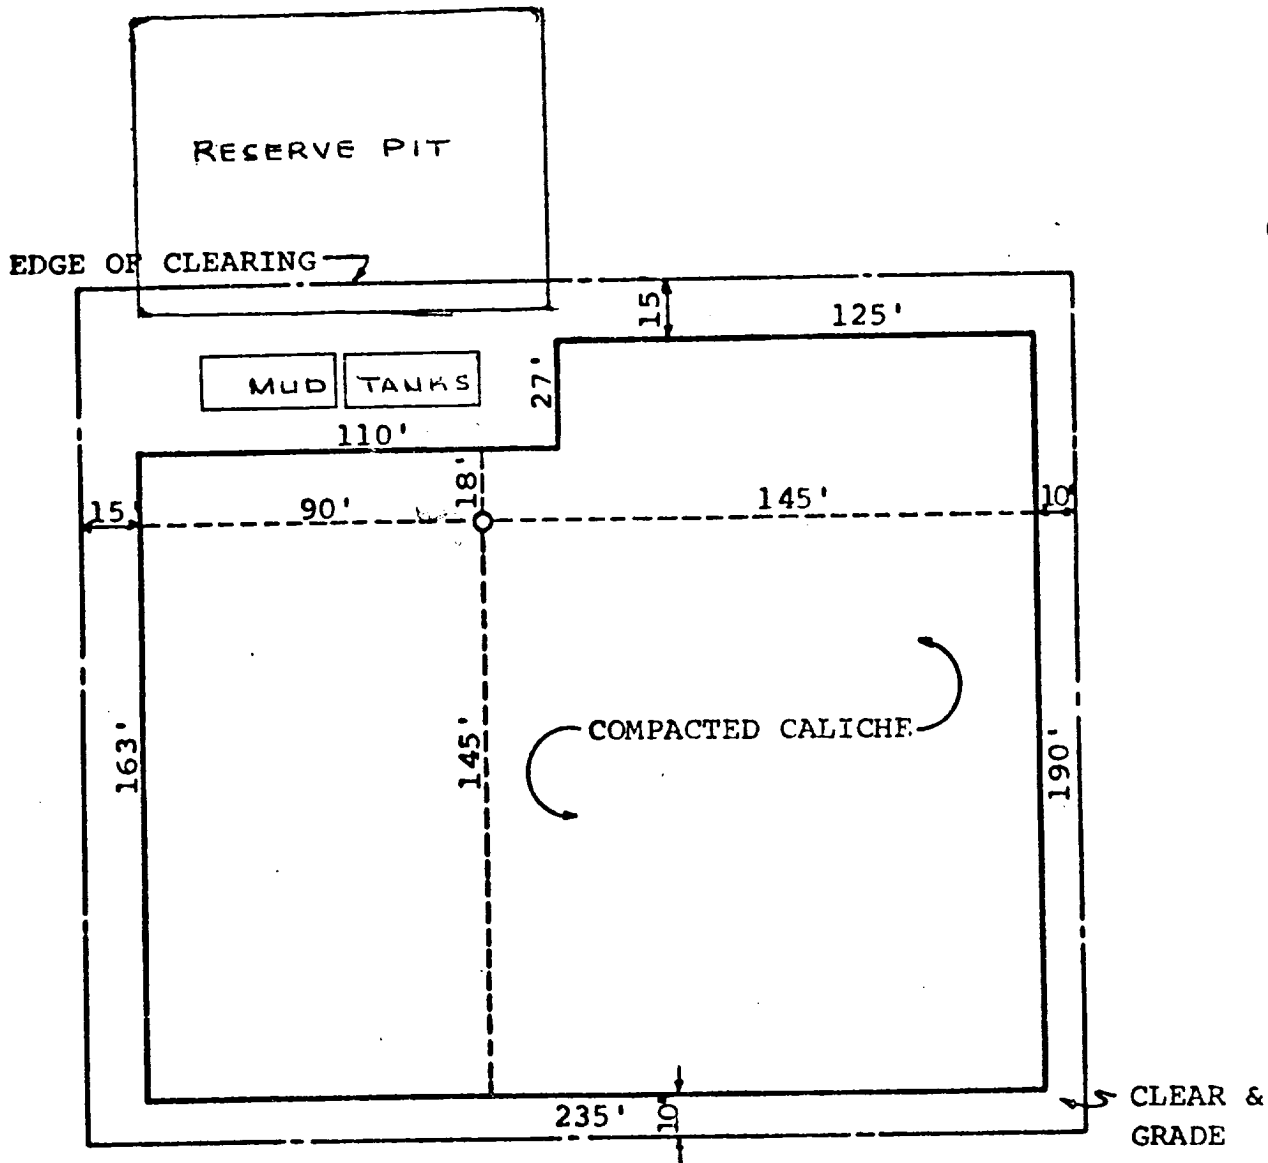 RESERVE PIT
EDGE OF CLEARING
15
125'
MUD TANKS
27'
110'
18'
15'
90'
145'
10'
163'
145'
COMPACTED CALICHE
190'
235'
10'
CLEAR &
GRADE